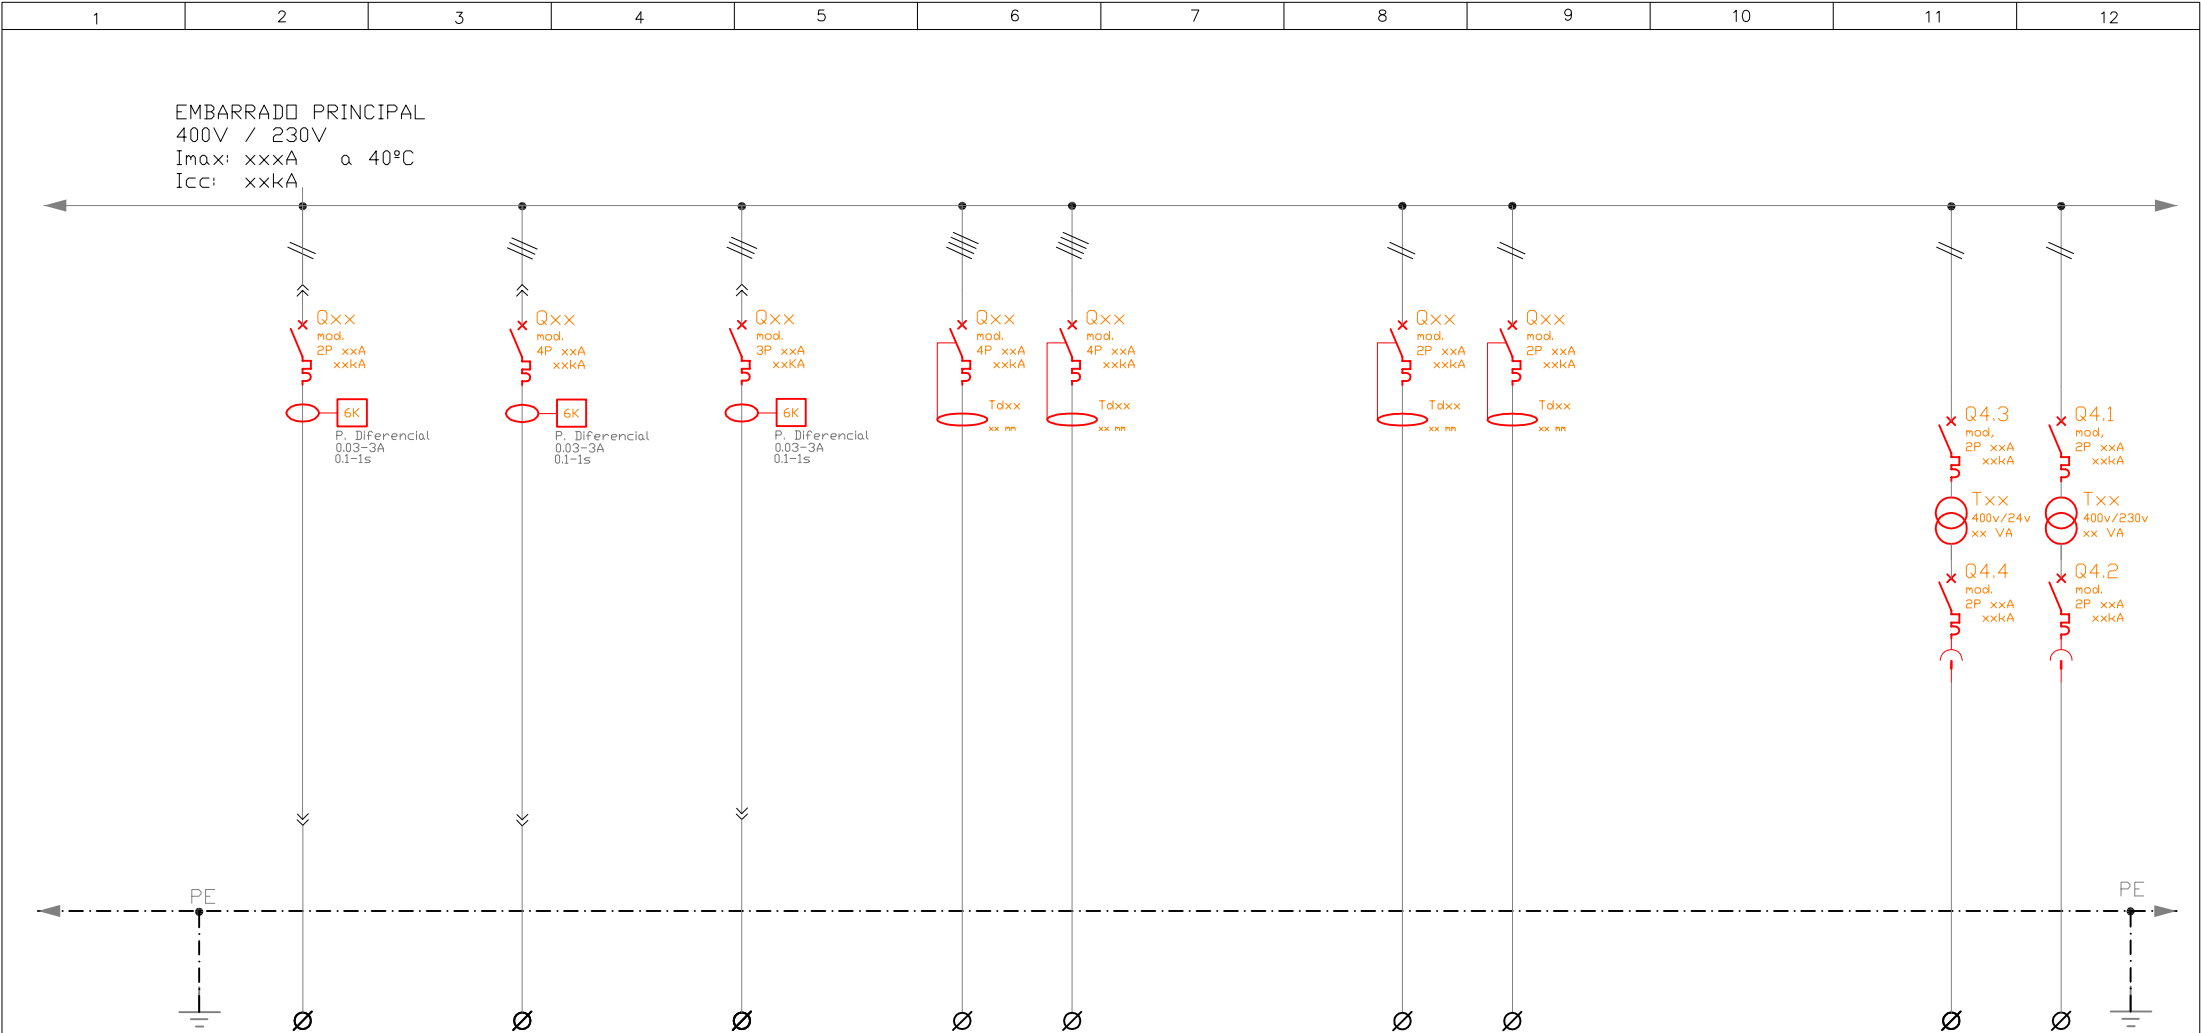 1 2 3 4 5 6 7 8 9 10 11 12
EMBARRADO PRINCIPAL
400V / 230V
Imax: xxxA a 40ºC
Icc: xxkA
Qxx
mod.
2P xxA
xxkA
6K
P. Diferencial
0.03-3A
0.1-1s
Qxx
mod.
4P xxA
xxkA
6K
P. Diferencial
0.03-3A
0.1-1s
Qxx
mod.
3P xxA
xxKA
6K
P. Diferencial
0.03-3A
0.1-1s
Qxx
mod.
4P xxA
xxkA
Tdxx
xx mm
Qxx
mod.
4P xxA
xxkA
Tdxx
xx mm
Qxx
mod.
2P xxA
xxkA
Tdxx
xx mm
Qxx
mod.
2P xxA
xxkA
Tdxx
xx mm
Q4.3
mod,
2P xxA
xxkA
Txx
400v/24v
xx VA
Q4.4
mod.
2P xxA
xxkA
Q4.1
mod,
2P xxA
xxkA
Txx
400v/230v
xx VA
Q4.2
mod.
2P xxA
xxkA
PE
PE